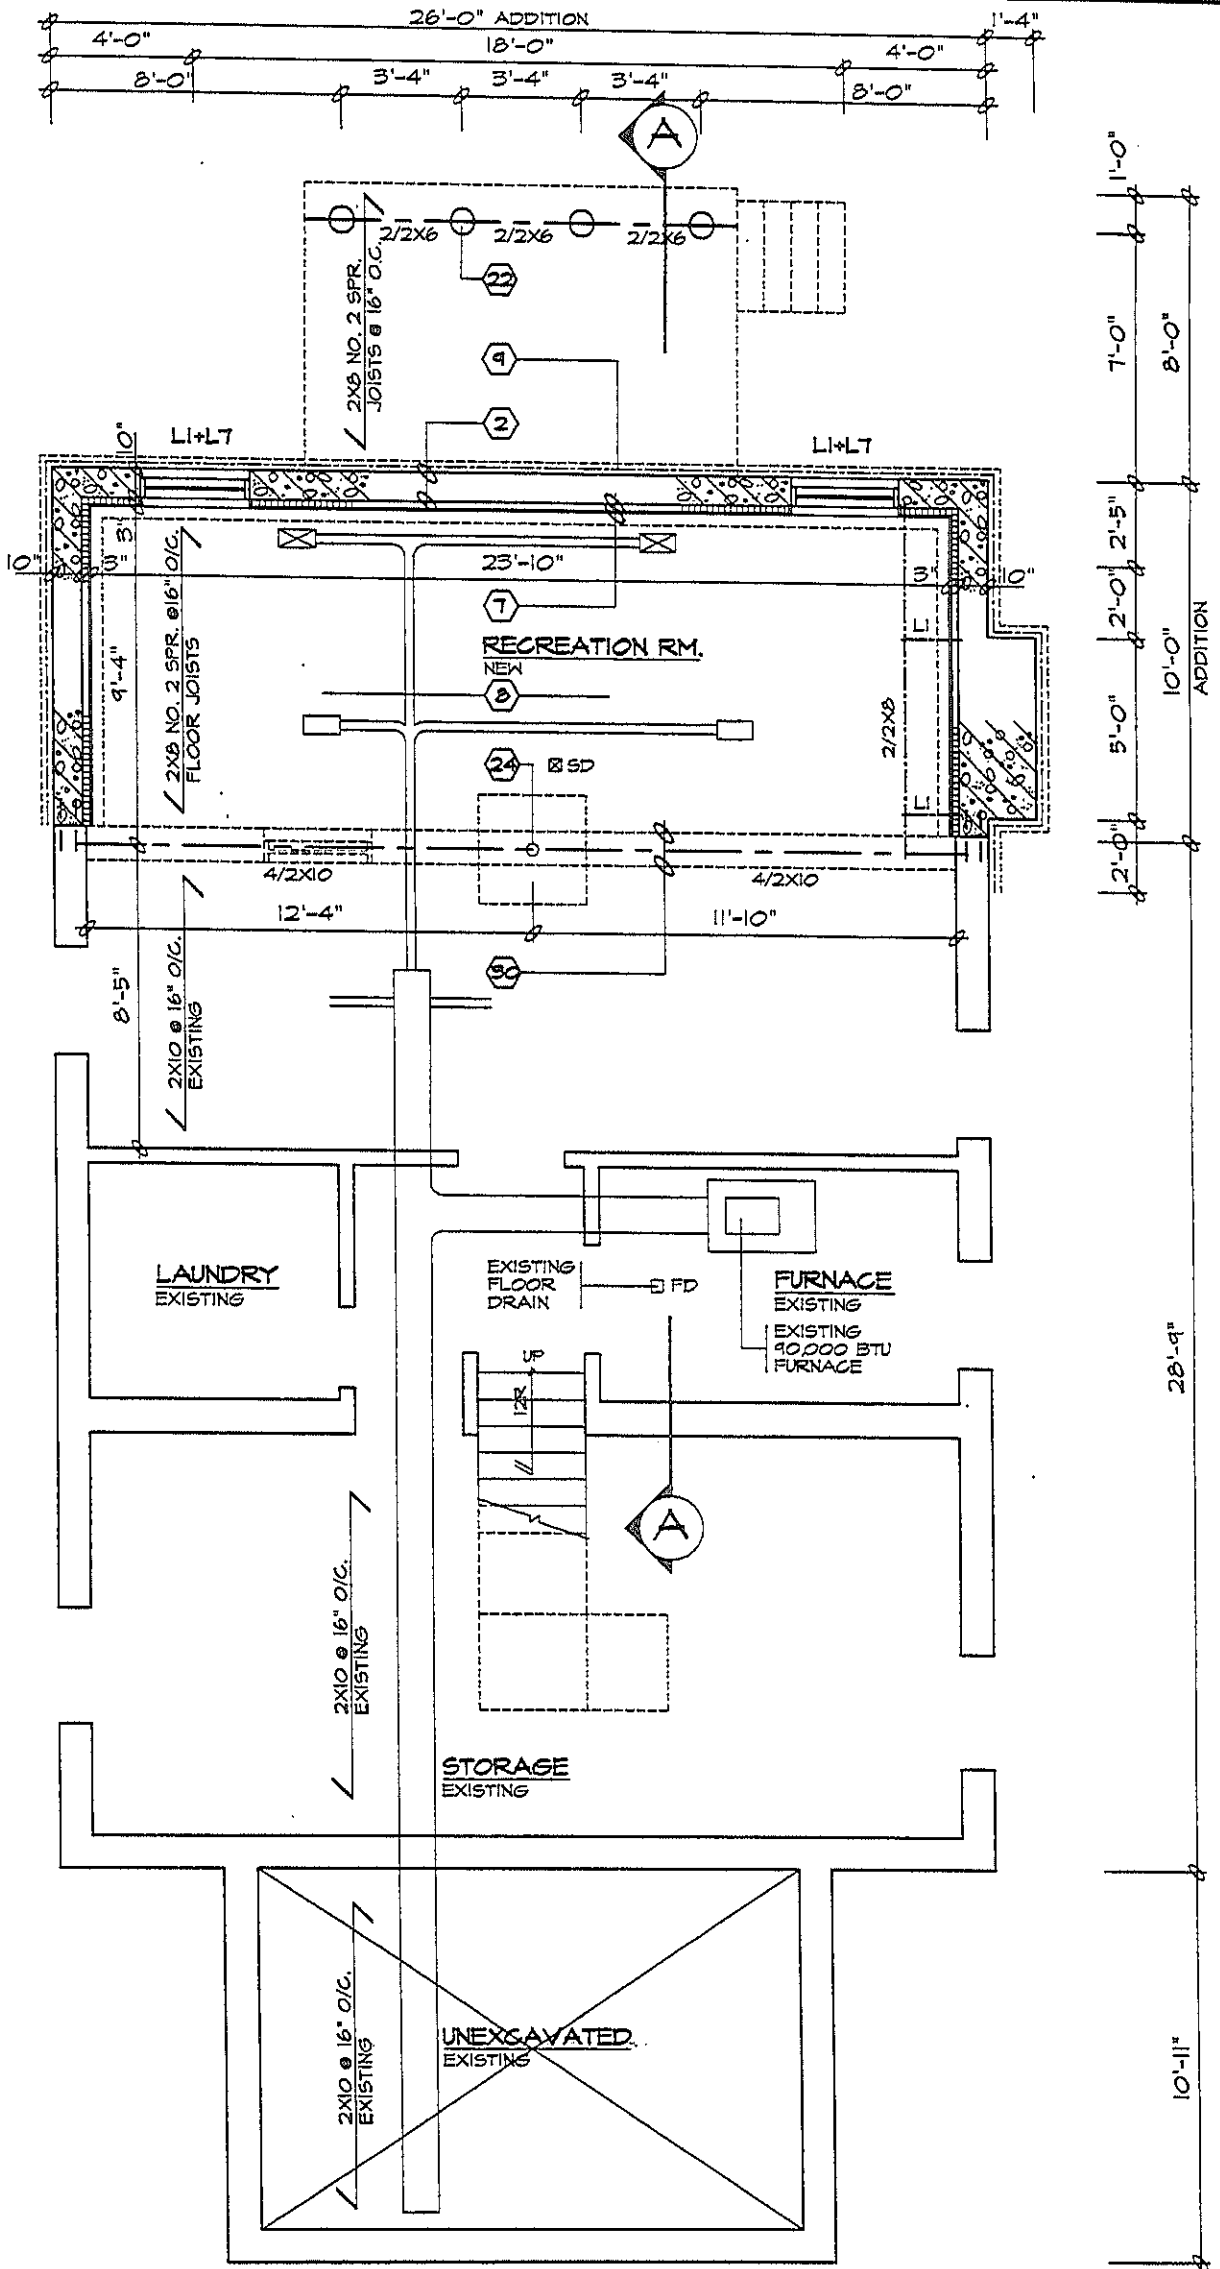 26'-0" ADDITION
1'-4"
4'-0"
18'-0"
4'-0"
8'-0"
3'-4"
3'-4"
3'-4"
8'-0"
A
1'-0"
2/2X6
2/2X6
2/2X6
22
2X8 NO. 2 SPR.
JOISTS @ 16" O.C.
7'-0"
8'-0"
9
2
L1+L7
L1+L7
10"
3"
10"
3"
23'-10"
3"
10"
2'-5"
2'-0"
7
2X8 NO. 2 SPR. @16" O/C.
FLOOR JOISTS
RECREATION RM.
NEW
8
L1
9'-4"
2/2X8
10'-0"
ADDITION
5'-0"
24
SD
L1
4/2X10
4/2X10
2'-0"
12'-4"
11'-10"
30
8'-5"
2X10 @ 16" O/C.
EXISTING
LAUNDRY
EXISTING
EXISTING
FLOOR
DRAIN
FD
FURNACE
EXISTING
EXISTING
90,000 BTU
FURNACE
UP
12R
28'-9"
A
2X10 @ 16" O/C.
EXISTING
STORAGE
EXISTING
2X10 @ 16" O/C.
EXISTING
UNEXCAVATED
EXISTING
10'-11"